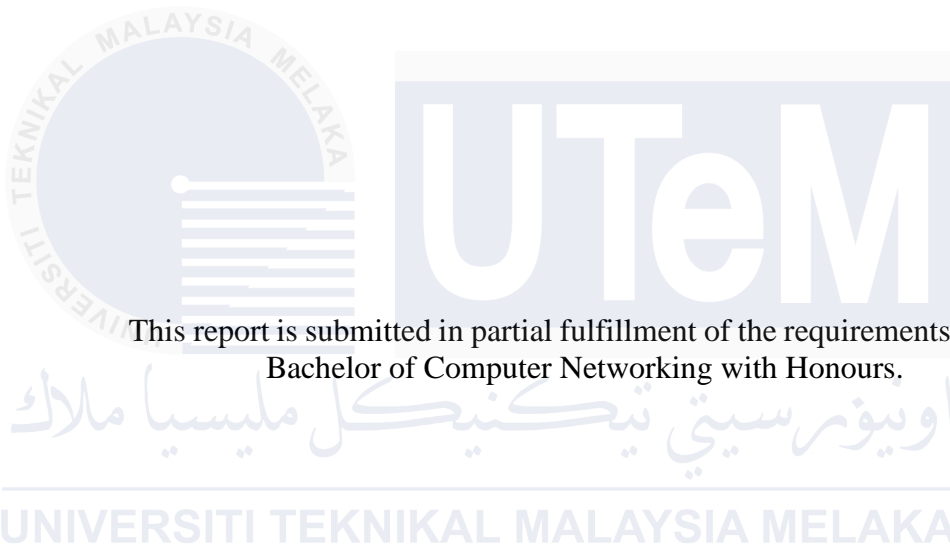 UNIVERSITI TEKNIKAL MALAYSIA MELAKA
UTeM
This report is submitted in partial fulfillment of the requirements
Bachelor of Computer Networking with Honours.
اونيۏرسيتي تيكنيكل مليسيا ملاك
UNIVERSITI TEKNIKAL MALAYSIA MELAKA